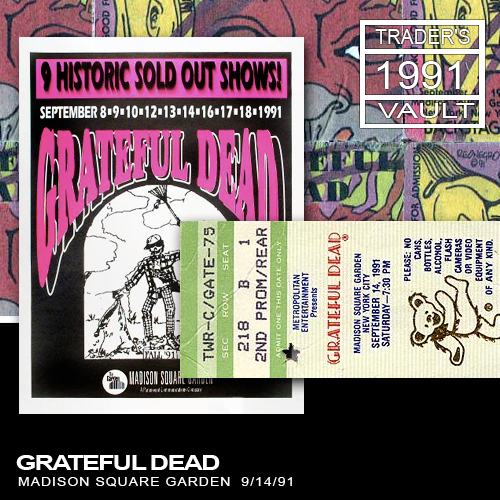 TRADER'S
1991
VAULT
9 HISTORIC SOLD OUT SHOWS!
SEPTEMBER 8•9•10•12•13•14•16•17•18•1991
GRATEFUL DEAD
MADISON SQUARE GARDEN
TWR-C/GATE-75
SEC ROW SEAT
218 B 1
2ND PROM/REAR
ADMIT ONE THIS DATE ONLY
METROPOLITAN
ENTERTAINMENT
Presents
GRATEFUL DEAD®
MADISON SQUARE GARDEN
NEW YORK CITY
SEPTEMBER 14, 1991
SATURDAY—7:30 PM
PLEASE: NO
CANS,
BOTTLES,
ALCOHOL,
FLASH
CAMERAS
OR VIDEO
EQUIPMENT
OF ANY KIND.
GRATEFUL DEAD
MADISON SQUARE GARDEN 9/14/91